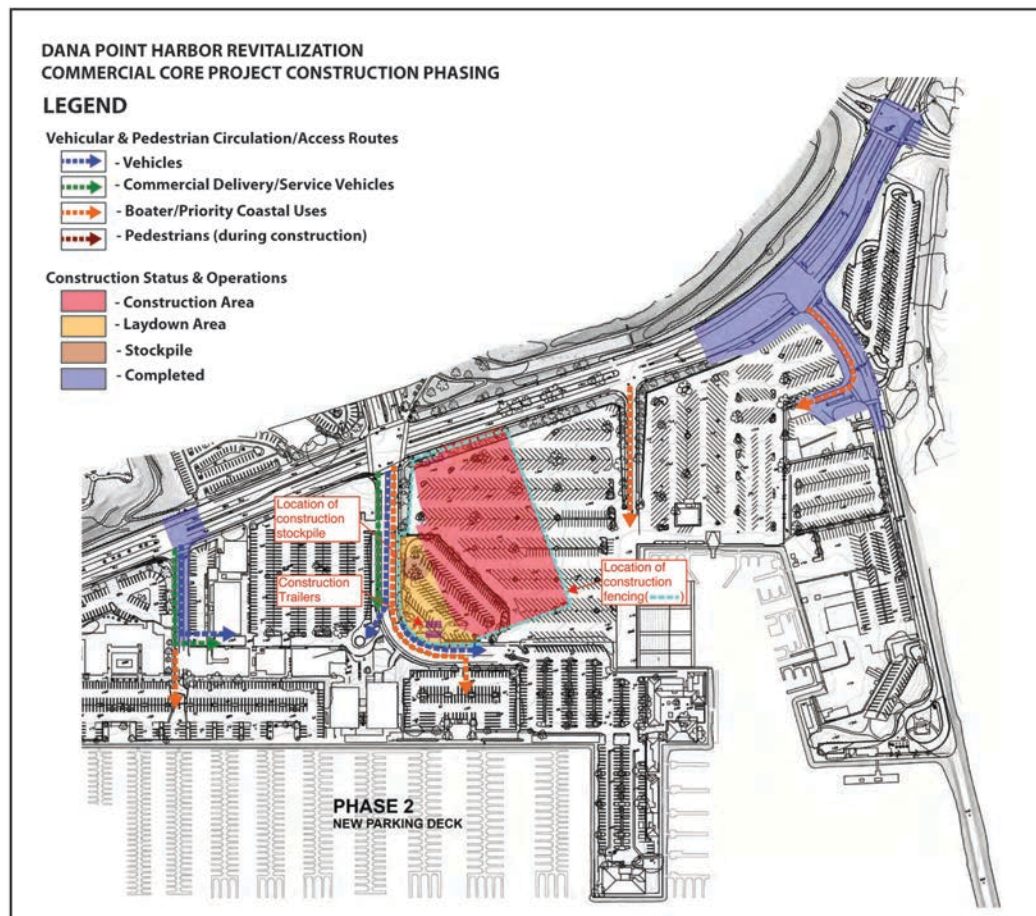 DANA POINT HARBOR REVITALIZATION
COMMERCIAL CORE PROJECT CONSTRUCTION PHASING
LEGEND
Vehicular & Pedestrian Circulation/Access Routes
- Vehicles
- Commercial Delivery/Service Vehicles
- Boater/Priority Coastal Uses
- Pedestrians (during construction)
Construction Status & Operations
- Construction Area
- Laydown Area
- Stockpile
- Completed
Location of
construction
stockpile
Construction
Trailers
Location of
construction
fencing( )
PHASE 2
NEW PARKING DECK